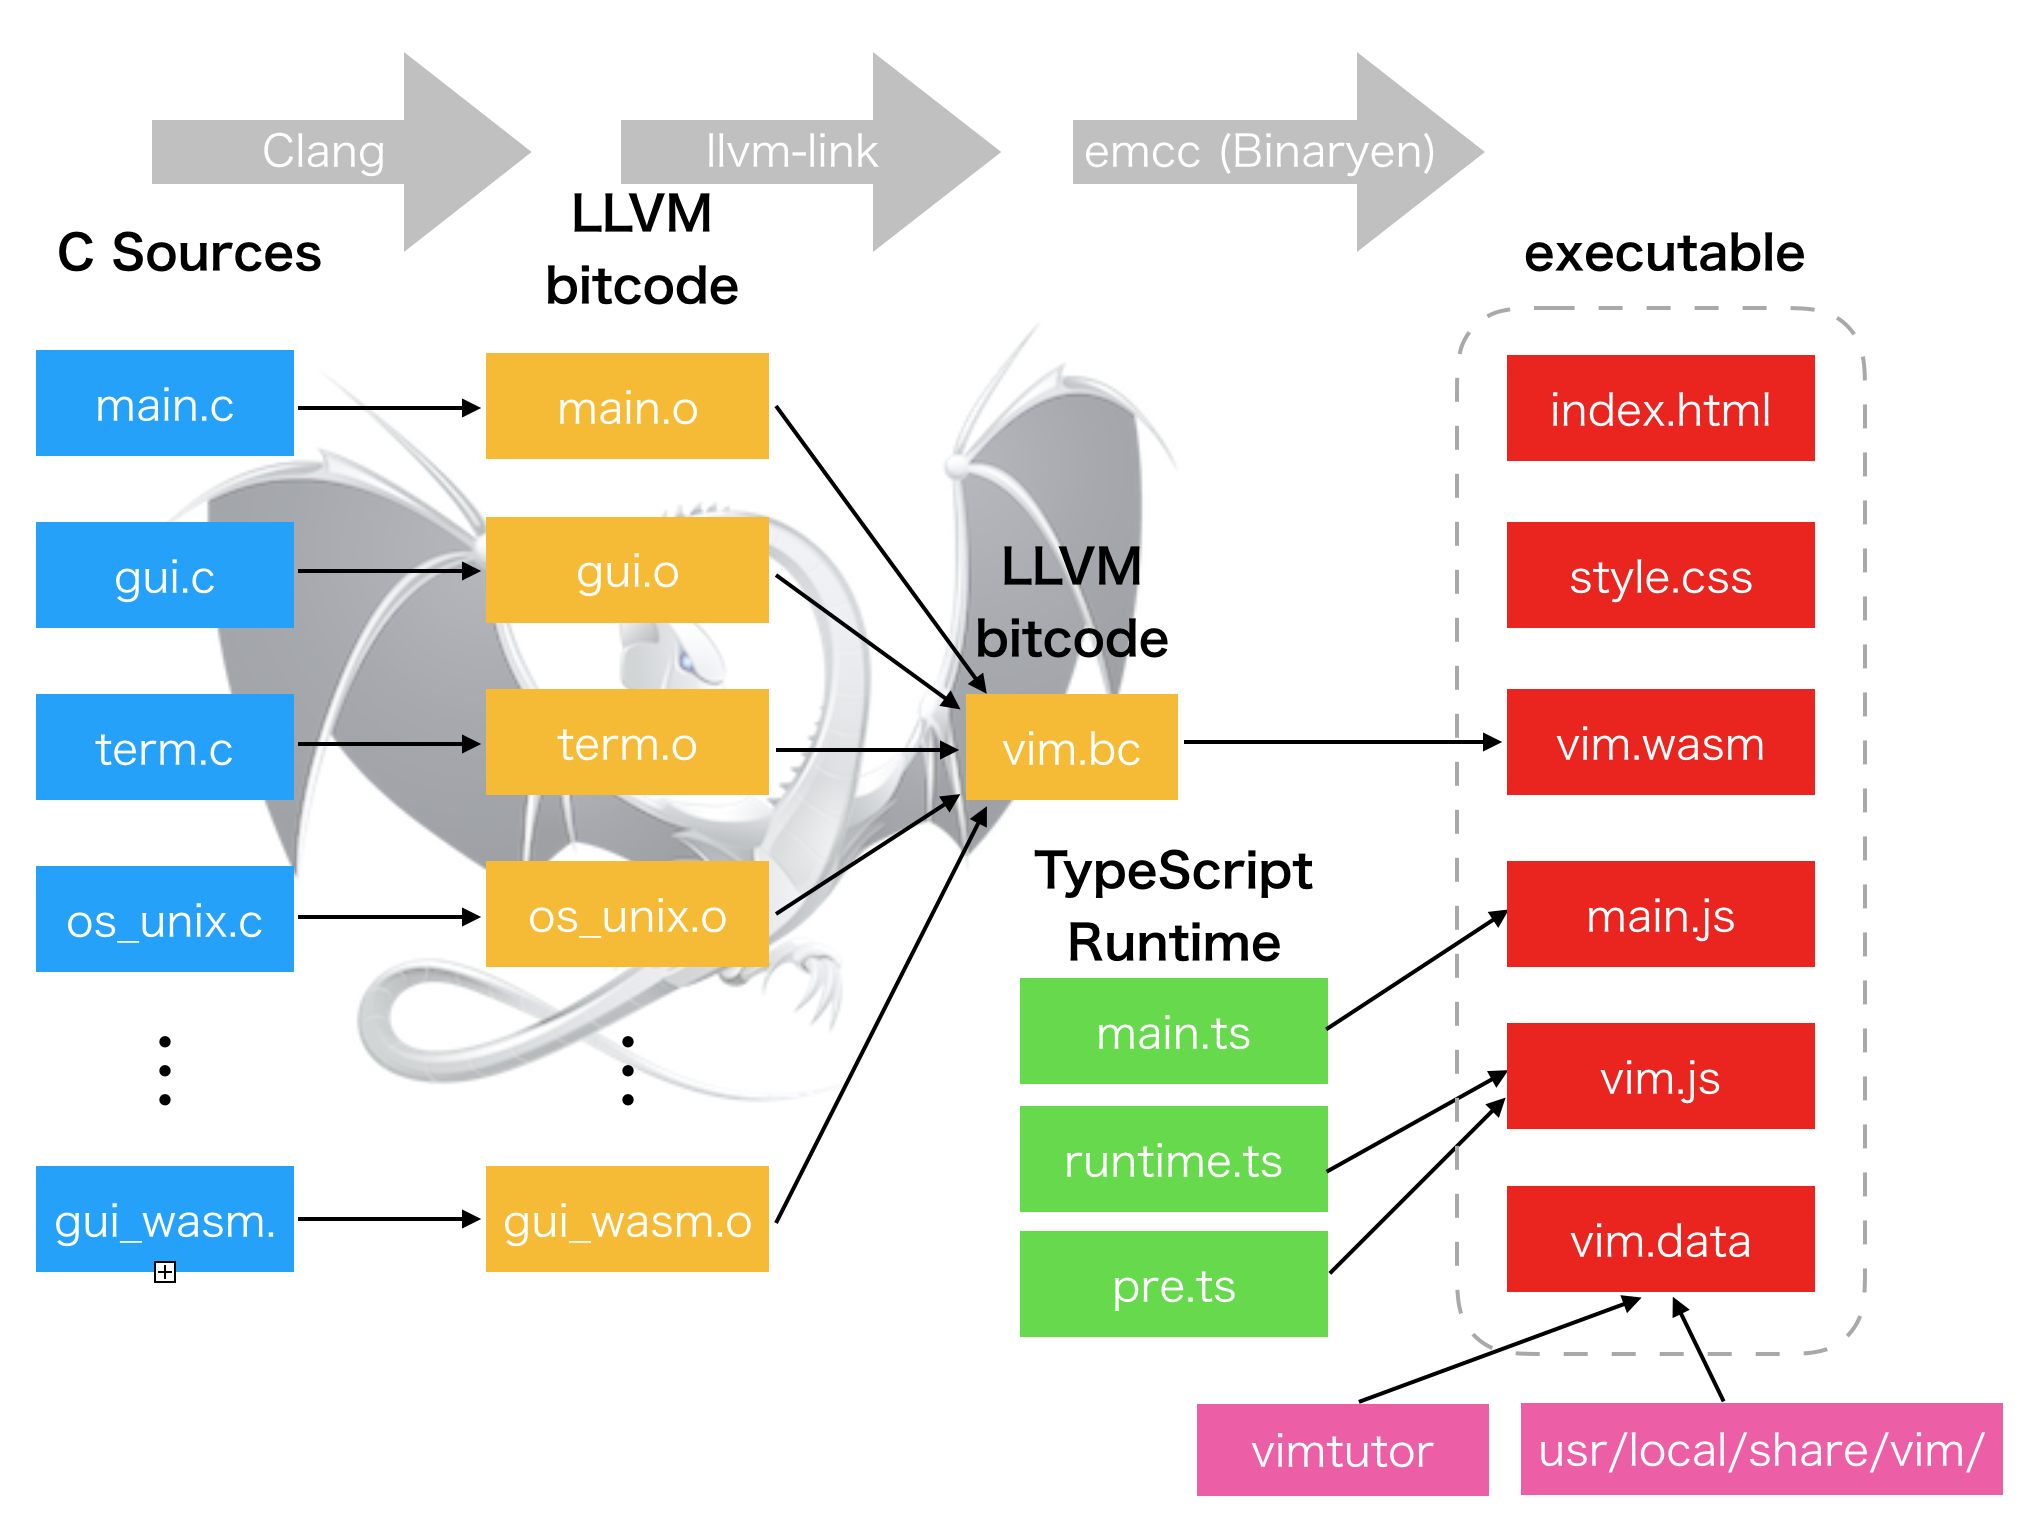 Clang
llvm-link
emcc (Binaryen)
C Sources
LLVM
bitcode
executable
main.c
main.o
index.html
gui.c
gui.o
style.css
LLVM
bitcode
term.c
term.o
vim.bc
vim.wasm
os_unix.c
os_unix.o
TypeScript
Runtime
main.js
main.ts
vim.js
runtime.ts
gui_wasm.
gui_wasm.o
pre.ts
vim.data
vimtutor
usr/local/share/vim/